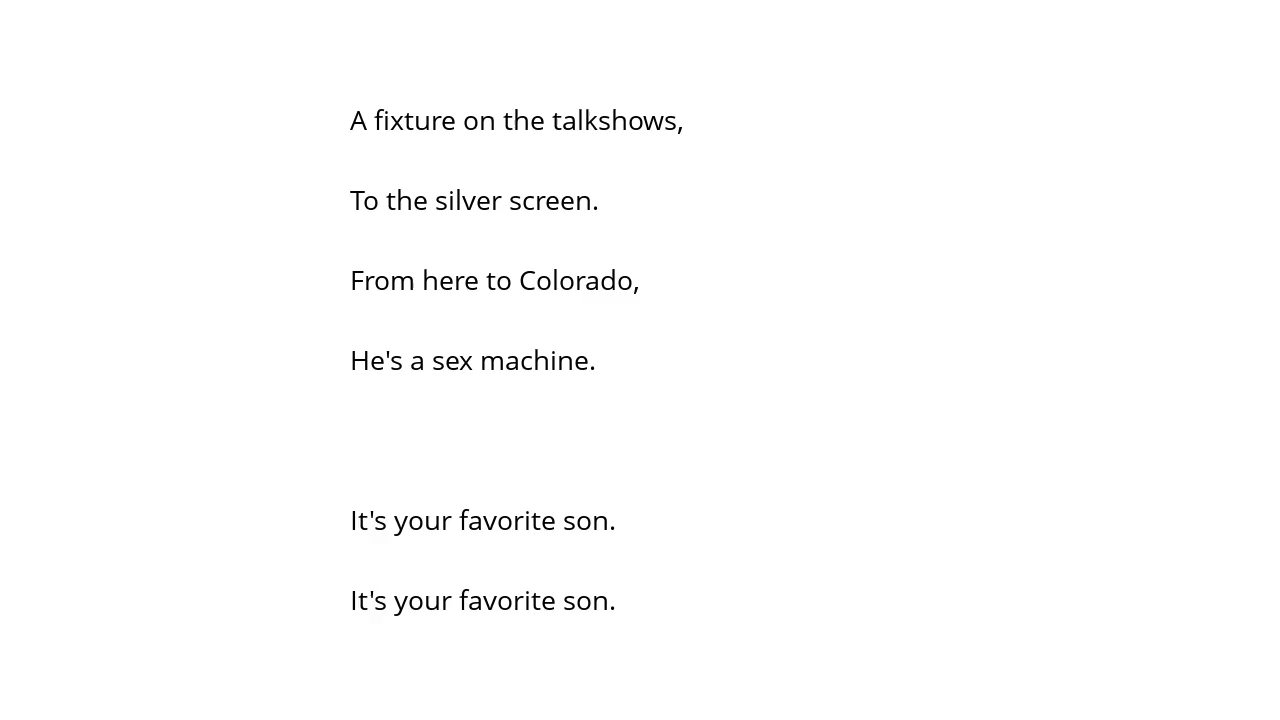 A fixture on the talkshows,
To the silver screen.
From here to Colorado,
He's a sex machine.
It's your favorite son.
It's your favorite son.